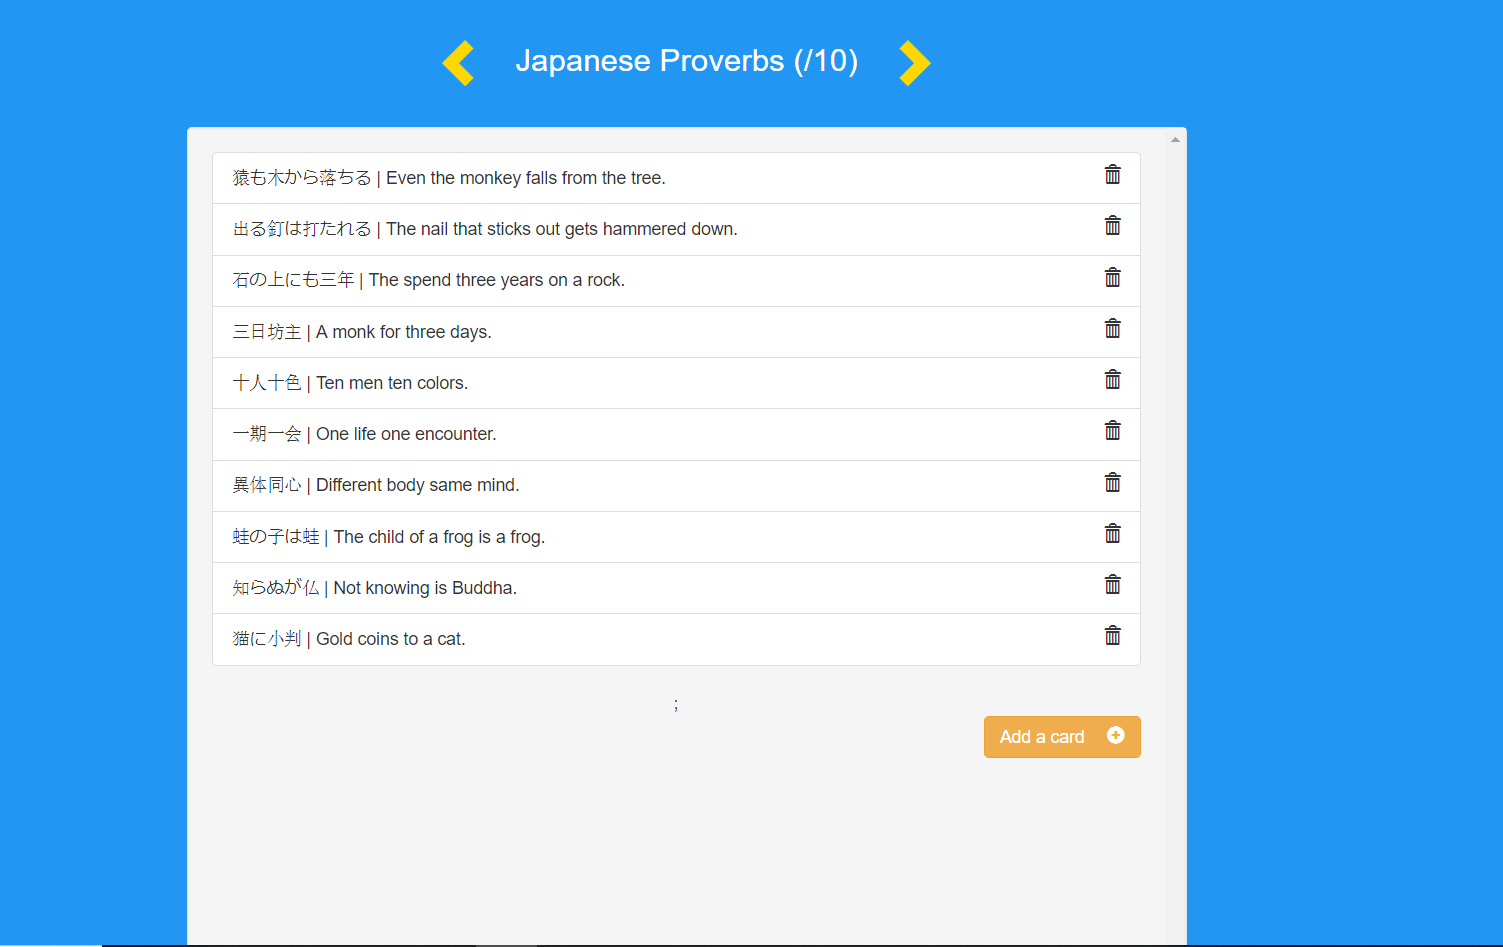 Japanese Proverbs (/10)
猿も木から落ちる | Even the monkey falls from the tree.
出る釘は打たれる | The nail that sticks out gets hammered down.
石の上にも三年 | The spend three years on a rock.
三日坊主 | A monk for three days.
十人十色 | Ten men ten colors.
一期一会 | One life one encounter.
異体同心 | Different body same mind.
蛙の子は蛙 | The child of a frog is a frog.
知らぬが仏 | Not knowing is Buddha.
猫に小判 | Gold coins to a cat.
;
Add a card